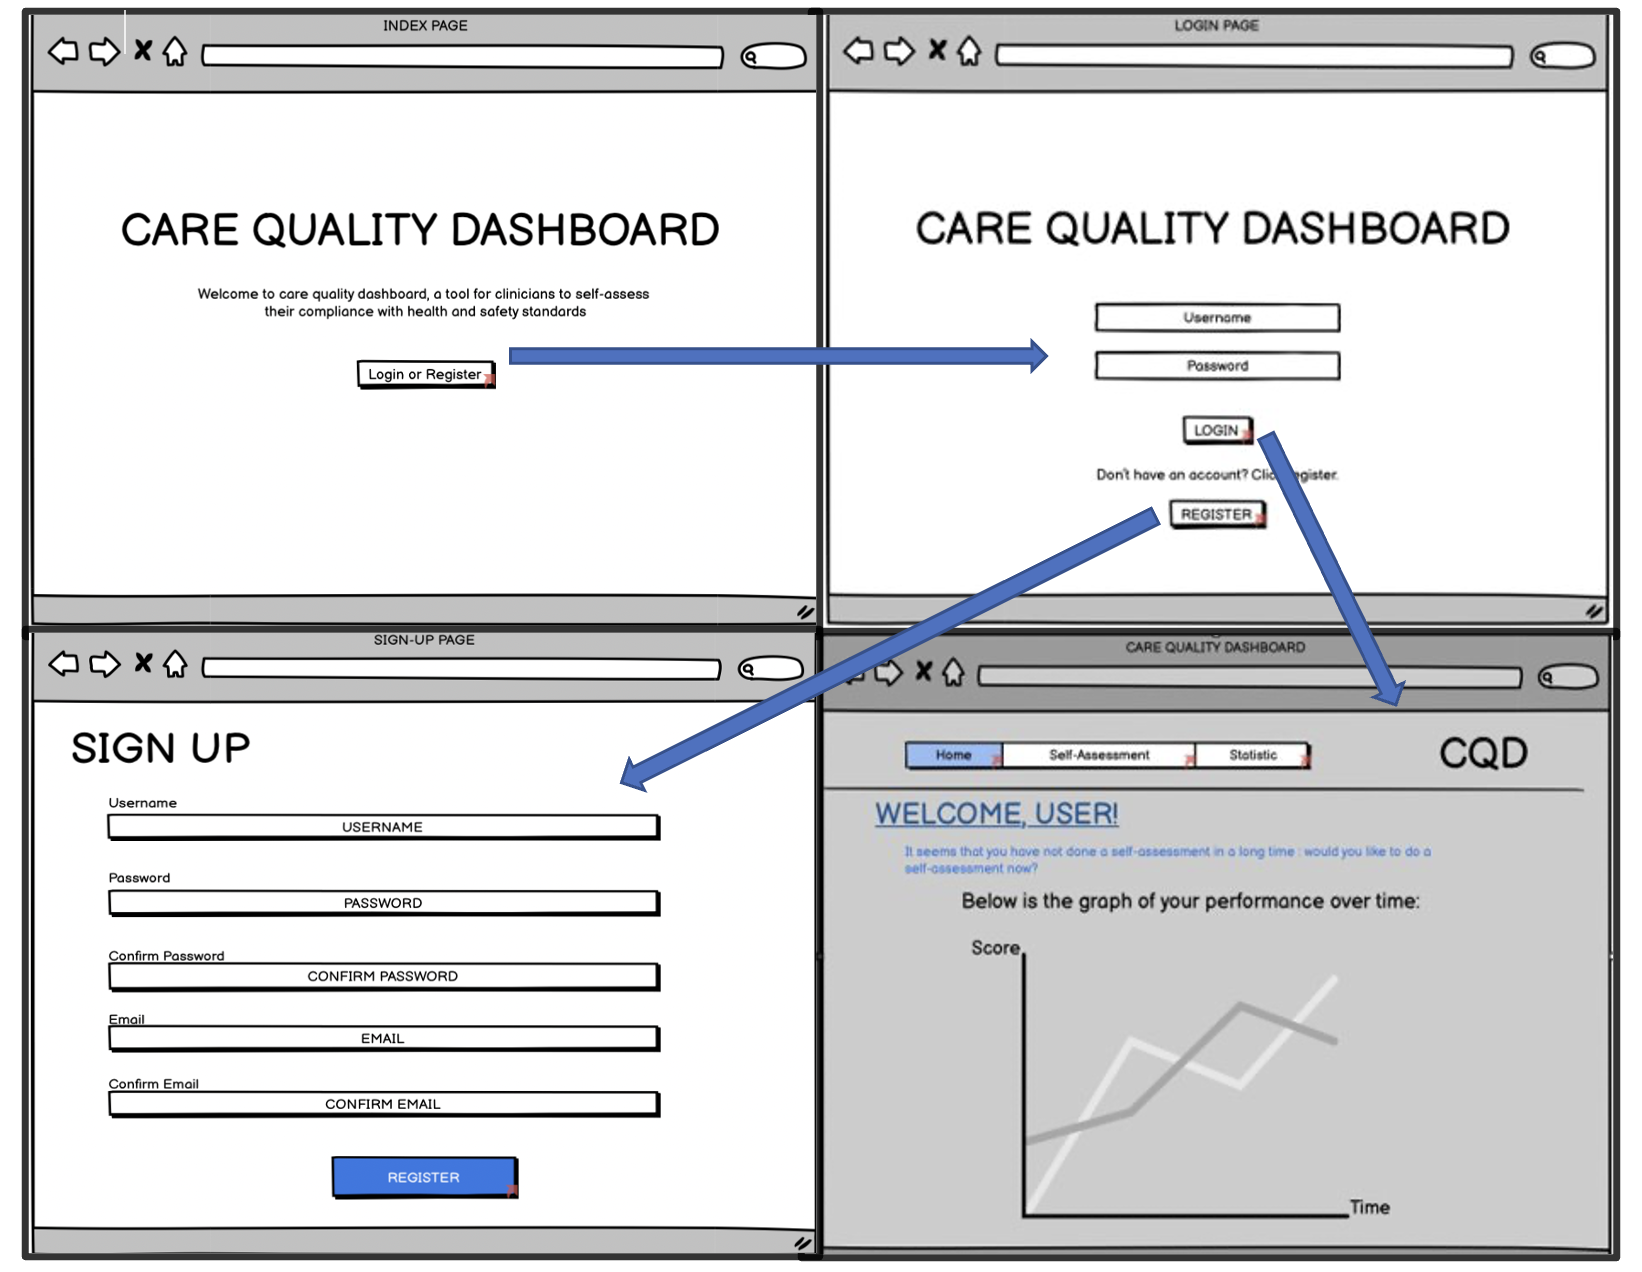 INDEX PAGE
CARE QUALITY DASHBOARD
Welcome to care quality dashboard, a tool for clinicians to self-assess
their compliance with health and safety standards
Login or Register
LOGIN PAGE
CARE QUALITY DASHBOARD
Username
Password
LOGIN
Don't have an account? Click register.
REGISTER
SIGN-UP PAGE
SIGN UP
Username
USERNAME
Password
PASSWORD
Confirm Password
CONFIRM PASSWORD
Email
EMAIL
Confirm Email
CONFIRM EMAIL
REGISTER
CARE QUALITY DASHBOARD
Home Self-Assessment Statistic
CQD
WELCOME, USER!
It seems that you have not done a self-assessment in a long time : would you like to do a
self-assessment now?
Below is the graph of your performance over time:
Score
Time